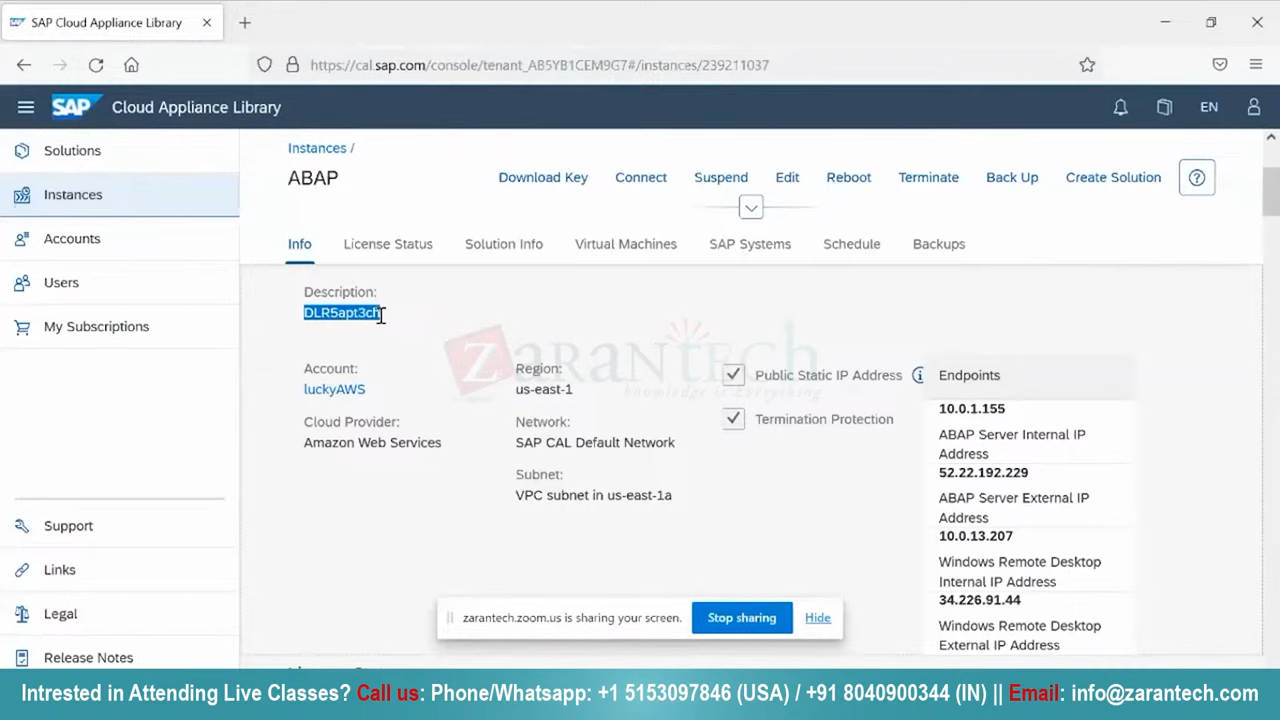 SAP Cloud Appliance Library
https://cal.sap.com/console/tenant_AB5YB1CEM9G7#/instances/239211037
SAP Cloud Appliance Library
EN
Solutions
Instances
Accounts
Users
My Subscriptions
Support
Links
Legal
Release Notes
Instances /
ABAP
Download Key Connect Suspend Edit Reboot Terminate Back Up Create Solution
Info License Status Solution Info Virtual Machines SAP Systems Schedule Backups
Description:
DLR5apt3ch
Account:
luckyAWS
Cloud Provider:
Amazon Web Services
Region:
us-east-1
Network:
SAP CAL Default Network
Subnet:
VPC subnet in us-east-1a
Public Static IP Address
Termination Protection
Endpoints
10.0.1.155
ABAP Server Internal IP
Address
52.22.192.229
ABAP Server External IP
Address
10.0.13.207
Windows Remote Desktop
Internal IP Address
34.226.91.44
Windows Remote Desktop
External IP Address
ZaranTech
knowledge is Everything
zarantech.zoom.us is sharing your screen. Stop sharing Hide
Intrested in Attending Live Classes? Call us: Phone/Whatsapp: +1 5153097846 (USA) / +91 8040900344 (IN) || Email: info@zarantech.com